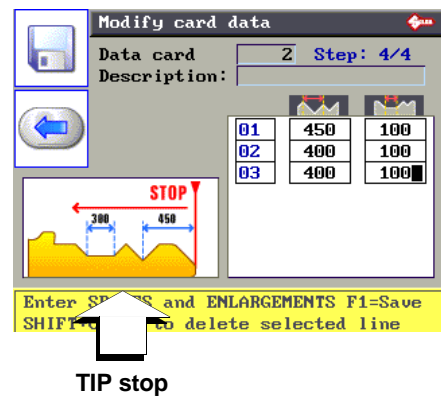 Modify card data
SILCA
Data card 2 Step: 4/4
Description:
01 450 100
02 400 100
03 400 100
STOP
300 450
Enter and ENLARGEMENTS F1=Save
SHIFT+ to delete selected line
TIP stop